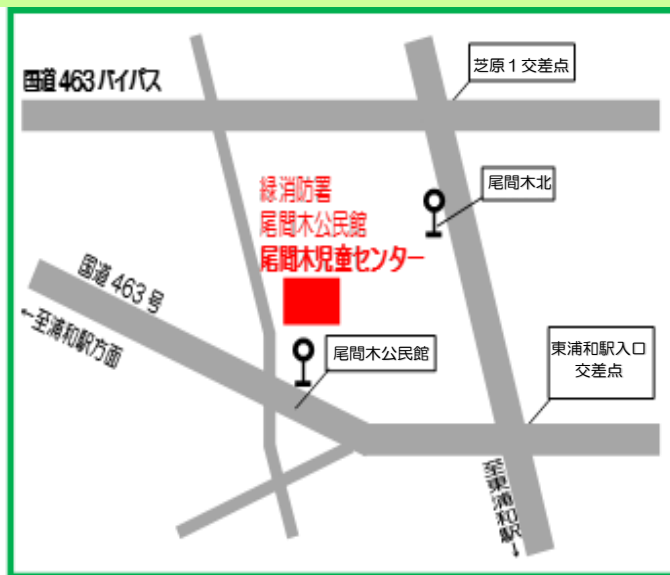 国道463バイパス
芝原1交差点
尾間木北
緑消防署
尾間木公民館
尾間木児童センター
国道463号
←至浦和駅方面
尾間木公民館
東浦和駅入口
交差点
至東浦和駅→